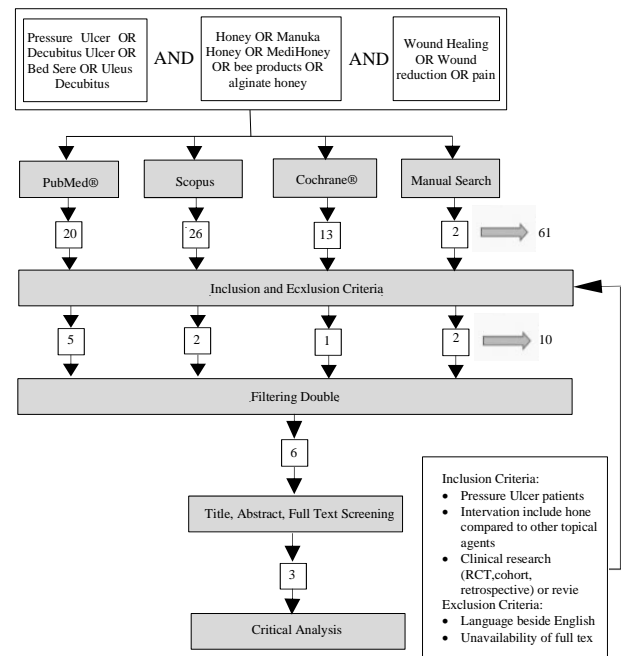 Pressure Ulcer OR
Decubitus Ulcer OR
Bed Sere OR Uleus
Decubitus
AND
Honey OR Manuka
Honey OR MediHoney
OR bee products OR
alginate honey
AND
Wound Healing
OR Wound
reduction OR pain
PubMed®
Scopus
Cochrane®
Manual Search
20
26
13
2
61
Inclusion and Ecxlusion Criteria
5
2
1
2
10
Filtering Double
6
Title, Abstract, Full Text Screening
3
Critical Analysis
Inclusion Criteria:
• Pressure Ulcer patients
• Intervation include hone
compared to other topical
agents
• Clinical research
(RCT,cohort,
retrospective) or revie
Exclusion Criteria:
• Language beside English
• Unavailability of full tex